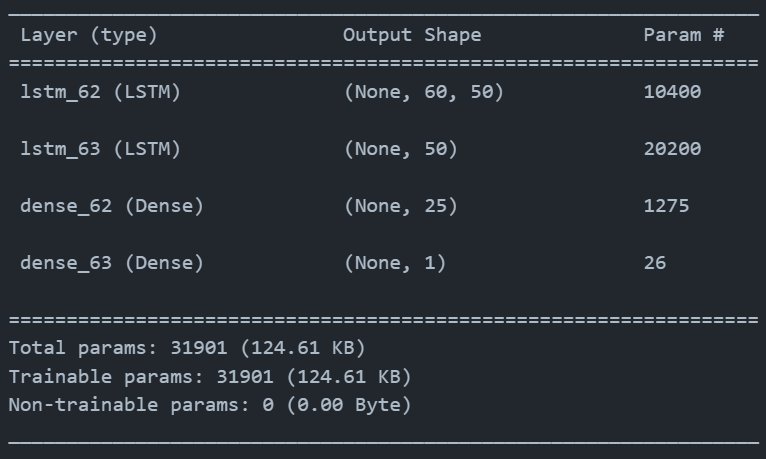 Layer (type) Output Shape Param #
=================================================================
lstm_62 (LSTM) (None, 60, 50) 10400
lstm_63 (LSTM) (None, 50) 20200
dense_62 (Dense) (None, 25) 1275
dense_63 (Dense) (None, 1) 26
=================================================================
Total params: 31901 (124.61 KB)
Trainable params: 31901 (124.61 KB)
Non-trainable params: 0 (0.00 Byte)